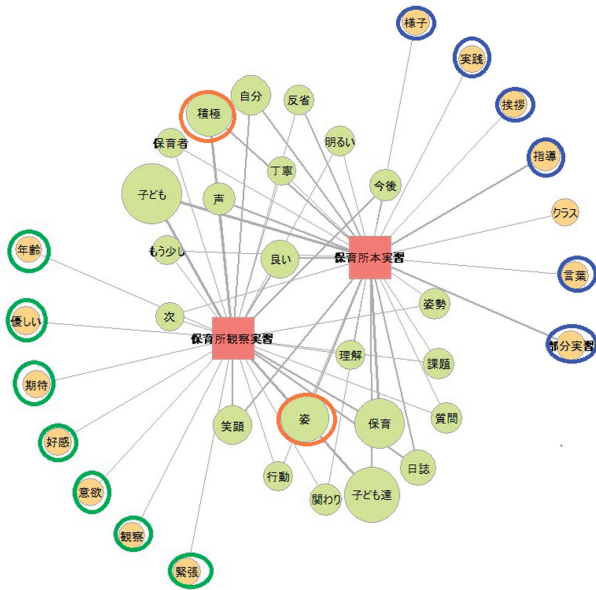 様子
実践
挨拶
指導
クラス
言葉
部分実習
積極
自分
反省
保育者
丁寧
明るい
子ども
声
今後
もう少し
良い
保育所本実習
次
保育所観察実習
姿勢
理解
課題
笑顔
姿
保育
質問
行動
関わり
子ども達
日誌
年齢
優しい
期待
好感
意欲
観察
緊張